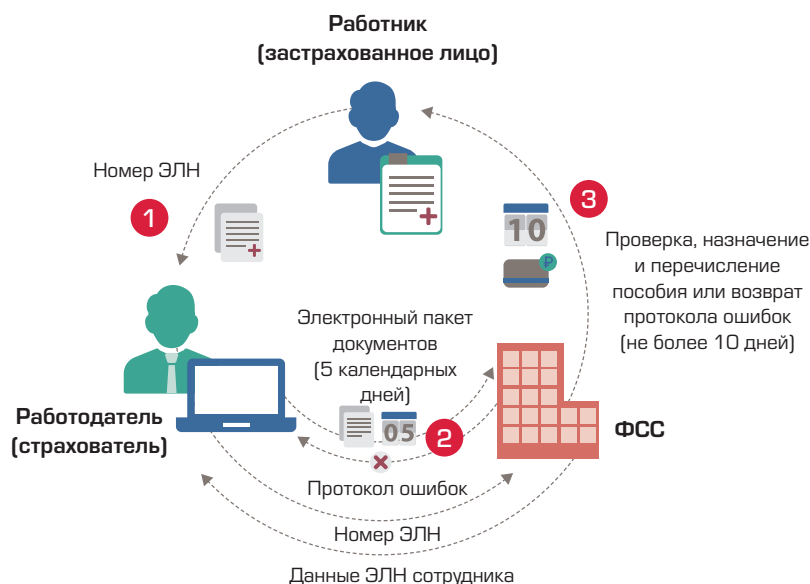 Работник
(застрахованное лицо)
Номер ЭЛН
1
3
10
₽
Проверка, назначение
и перечисление
пособия или возврат
протокола ошибок
(не более 10 дней)
Электронный пакет
документов
(5 календарных
дней)
Работодатель
(страхователь)
05
2
ФСС
Протокол ошибок
Номер ЭЛН
Данные ЭЛН сотрудника